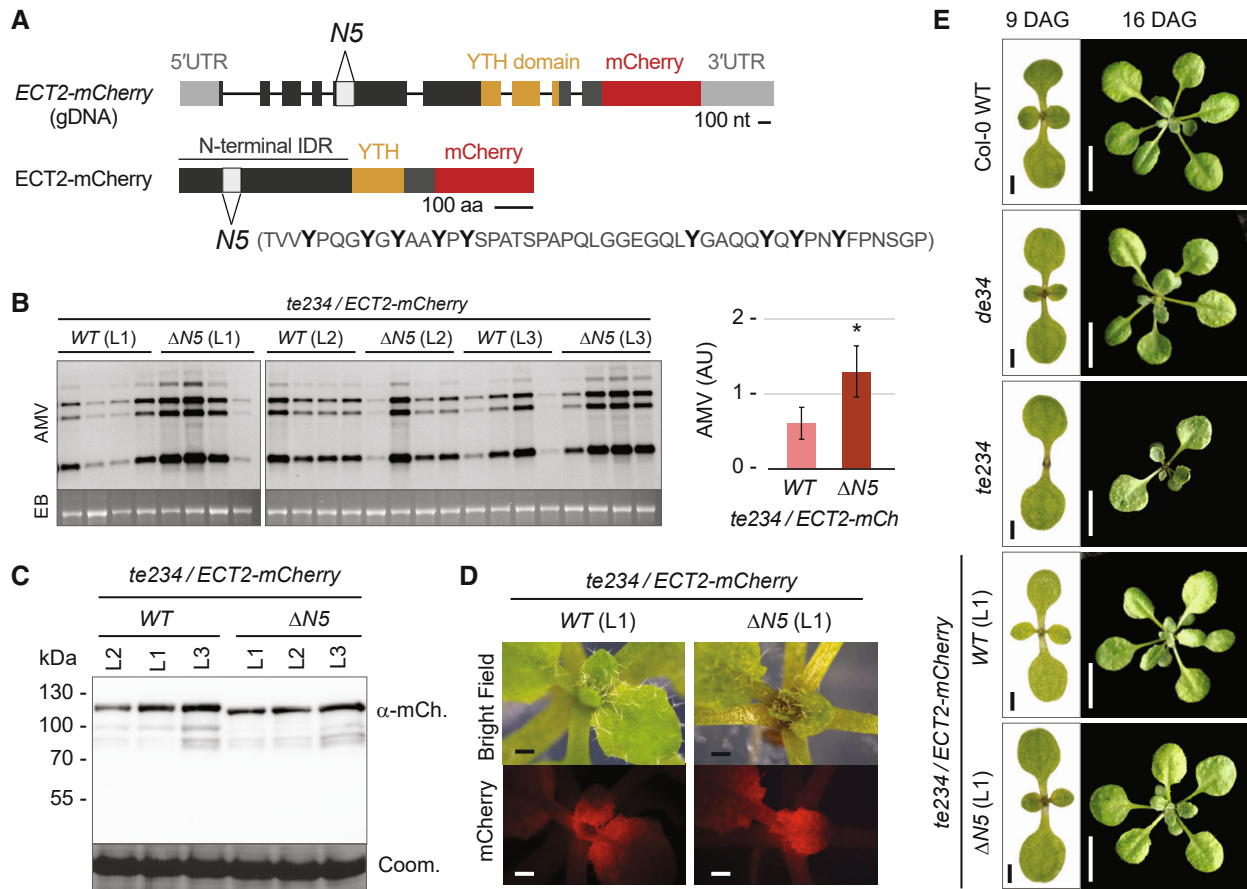 A
N5
5′UTR
YTH domain
mCherry
3′UTR
ECT2-mCherry
(gDNA)
100 nt
N-terminal IDR
YTH
mCherry
ECT2-mCherry
100 aa
N5 (TVVYPQGYGYAAYPYSPATSPAPQLGGEGQLYGAQQYQYPNYFPNSGP)
B
te234 / ECT2-mCherry
WT (L1)
ΔN5 (L1)
WT (L2)
ΔN5 (L2)
WT (L3)
ΔN5 (L3)
AMV
EB
AMV (AU)
2
1
0
*
WT
ΔN5
te234 / ECT2-mCh
C
te234 / ECT2-mCherry
WT
ΔN5
kDa
L2
L1
L3
L1
L2
L3
130
100
70
55
α-mCh.
Coom.
D
te234 / ECT2-mCherry
WT (L1)
ΔN5 (L1)
Bright Field
mCherry
E
9 DAG
16 DAG
Col-0 WT
de34
te234
te234 / ECT2-mCherry
WT (L1)
ΔN5 (L1)